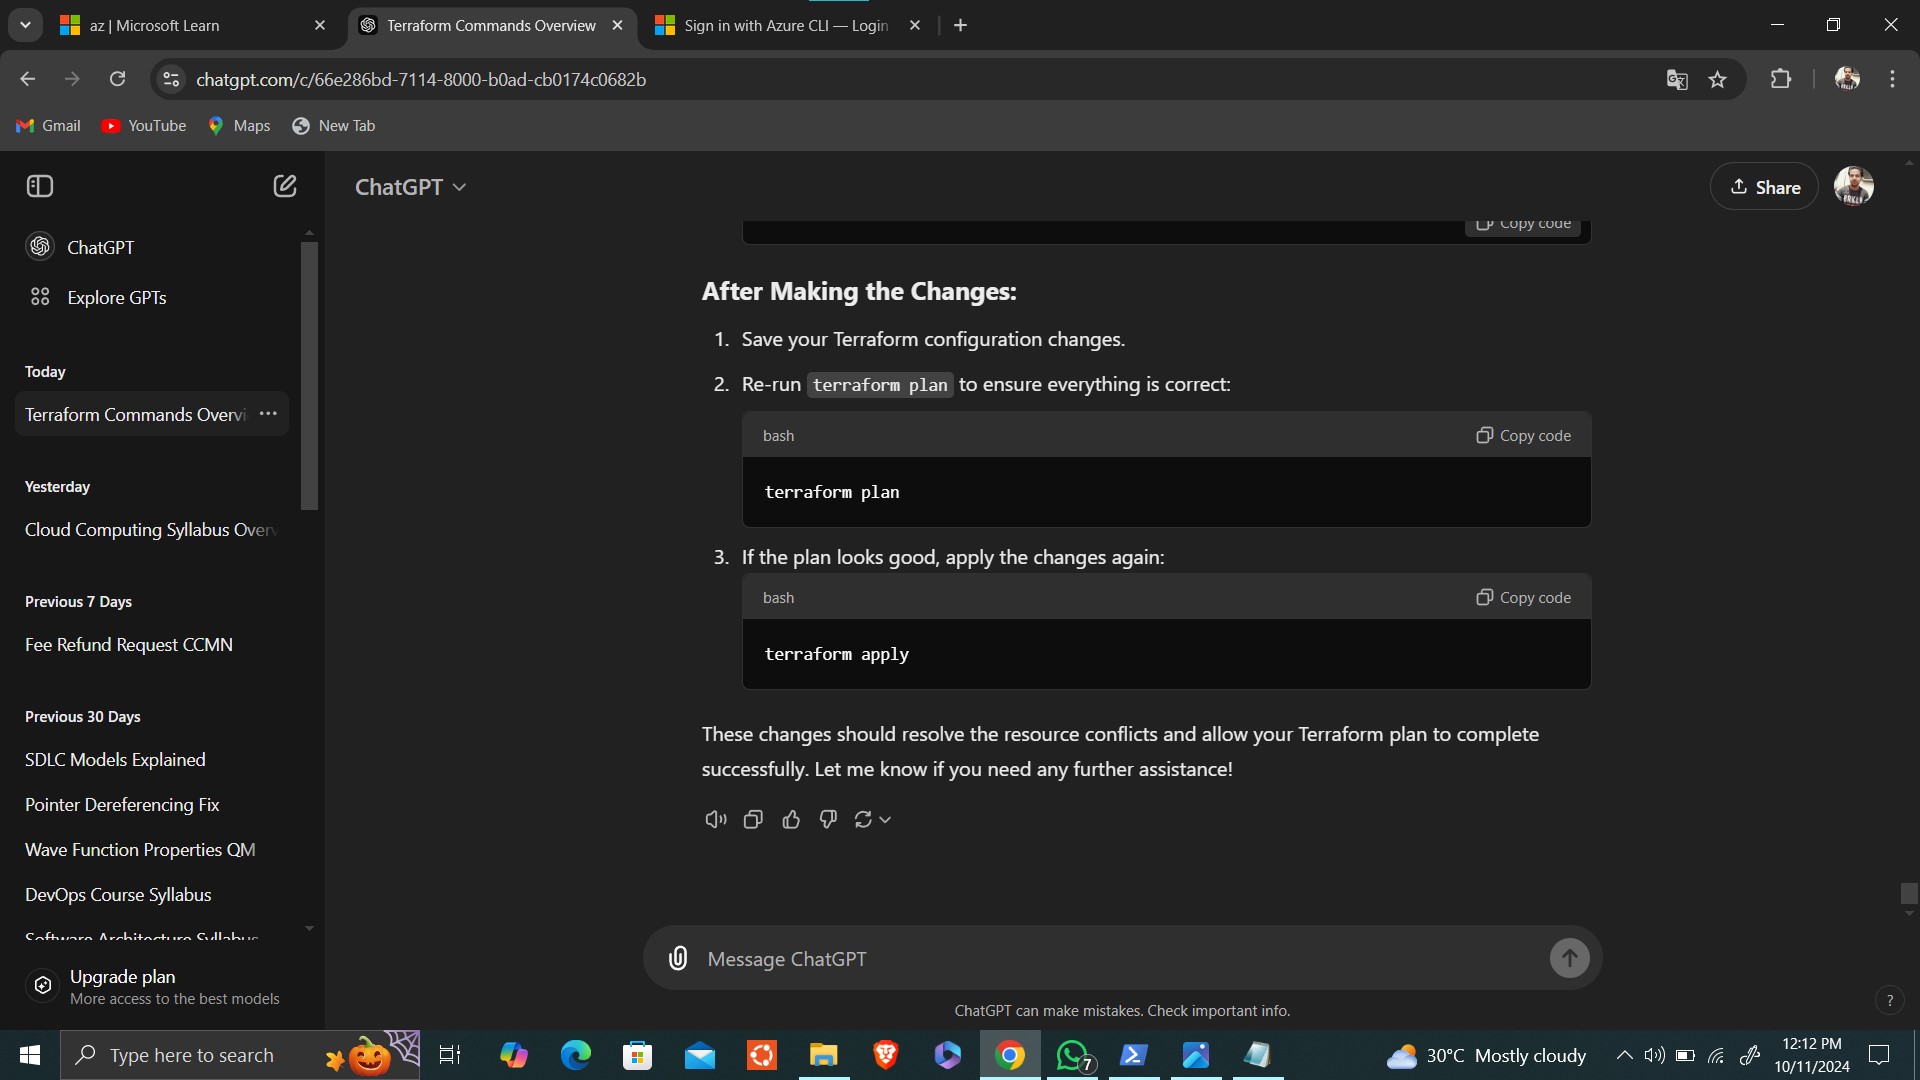 az | Microsoft Learn
Terraform Commands Overview
Sign in with Azure CLI — Login
chatgpt.com/c/66e286bd-7114-8000-b0ad-cb0174c0682b
Gmail
YouTube
Maps
New Tab
ChatGPT
Share
ChatGPT
Explore GPTs
Today
Terraform Commands Overvi
Yesterday
Cloud Computing Syllabus Over
Previous 7 Days
Fee Refund Request CCMN
Previous 30 Days
SDLC Models Explained
Pointer Dereferencing Fix
Wave Function Properties QM
DevOps Course Syllabus
Software Architecture Syllabus
Upgrade plan
More access to the best models
Copy code
After Making the Changes:
1. Save your Terraform configuration changes.
2. Re-run terraform plan to ensure everything is correct:
bash
Copy code
terraform plan
3. If the plan looks good, apply the changes again:
bash
Copy code
terraform apply
These changes should resolve the resource conflicts and allow your Terraform plan to complete
successfully. Let me know if you need any further assistance!
Message ChatGPT
ChatGPT can make mistakes. Check important info.
?
Type here to search
7
30°C Mostly cloudy
12:12 PM
10/11/2024